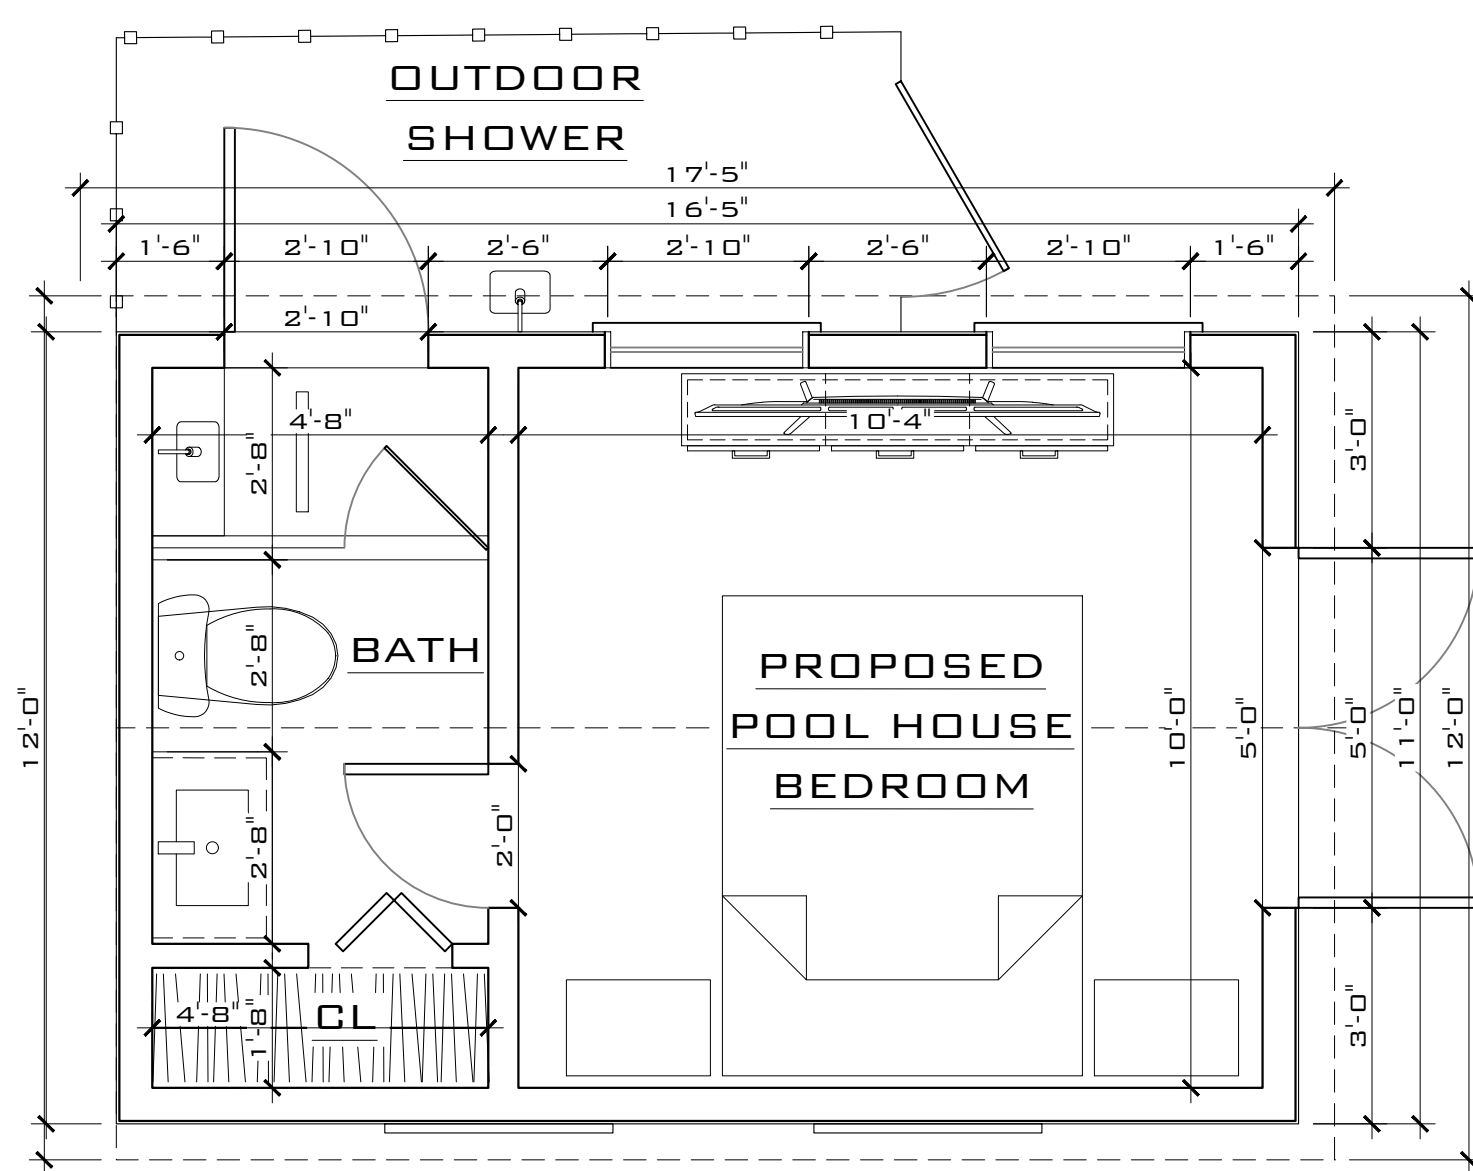 OUTDOOR
SHOWER
17'-5"
16'-5"
1'-6" 2'-10" 2'-6" 2'-10" 2'-6" 2'-10" 1'-6"
2'-10"
4'-8" 10'-4"
2'-8"
3'-0"
BATH
2'-8"
PROPOSED
POOL HOUSE
BEDROOM
12'-0"
10'-0"
5'-0"
5'-0"
11'-0"
12'-0"
2'-8"
2'-0"
4'-8"
1'-8"
CL
3'-0"